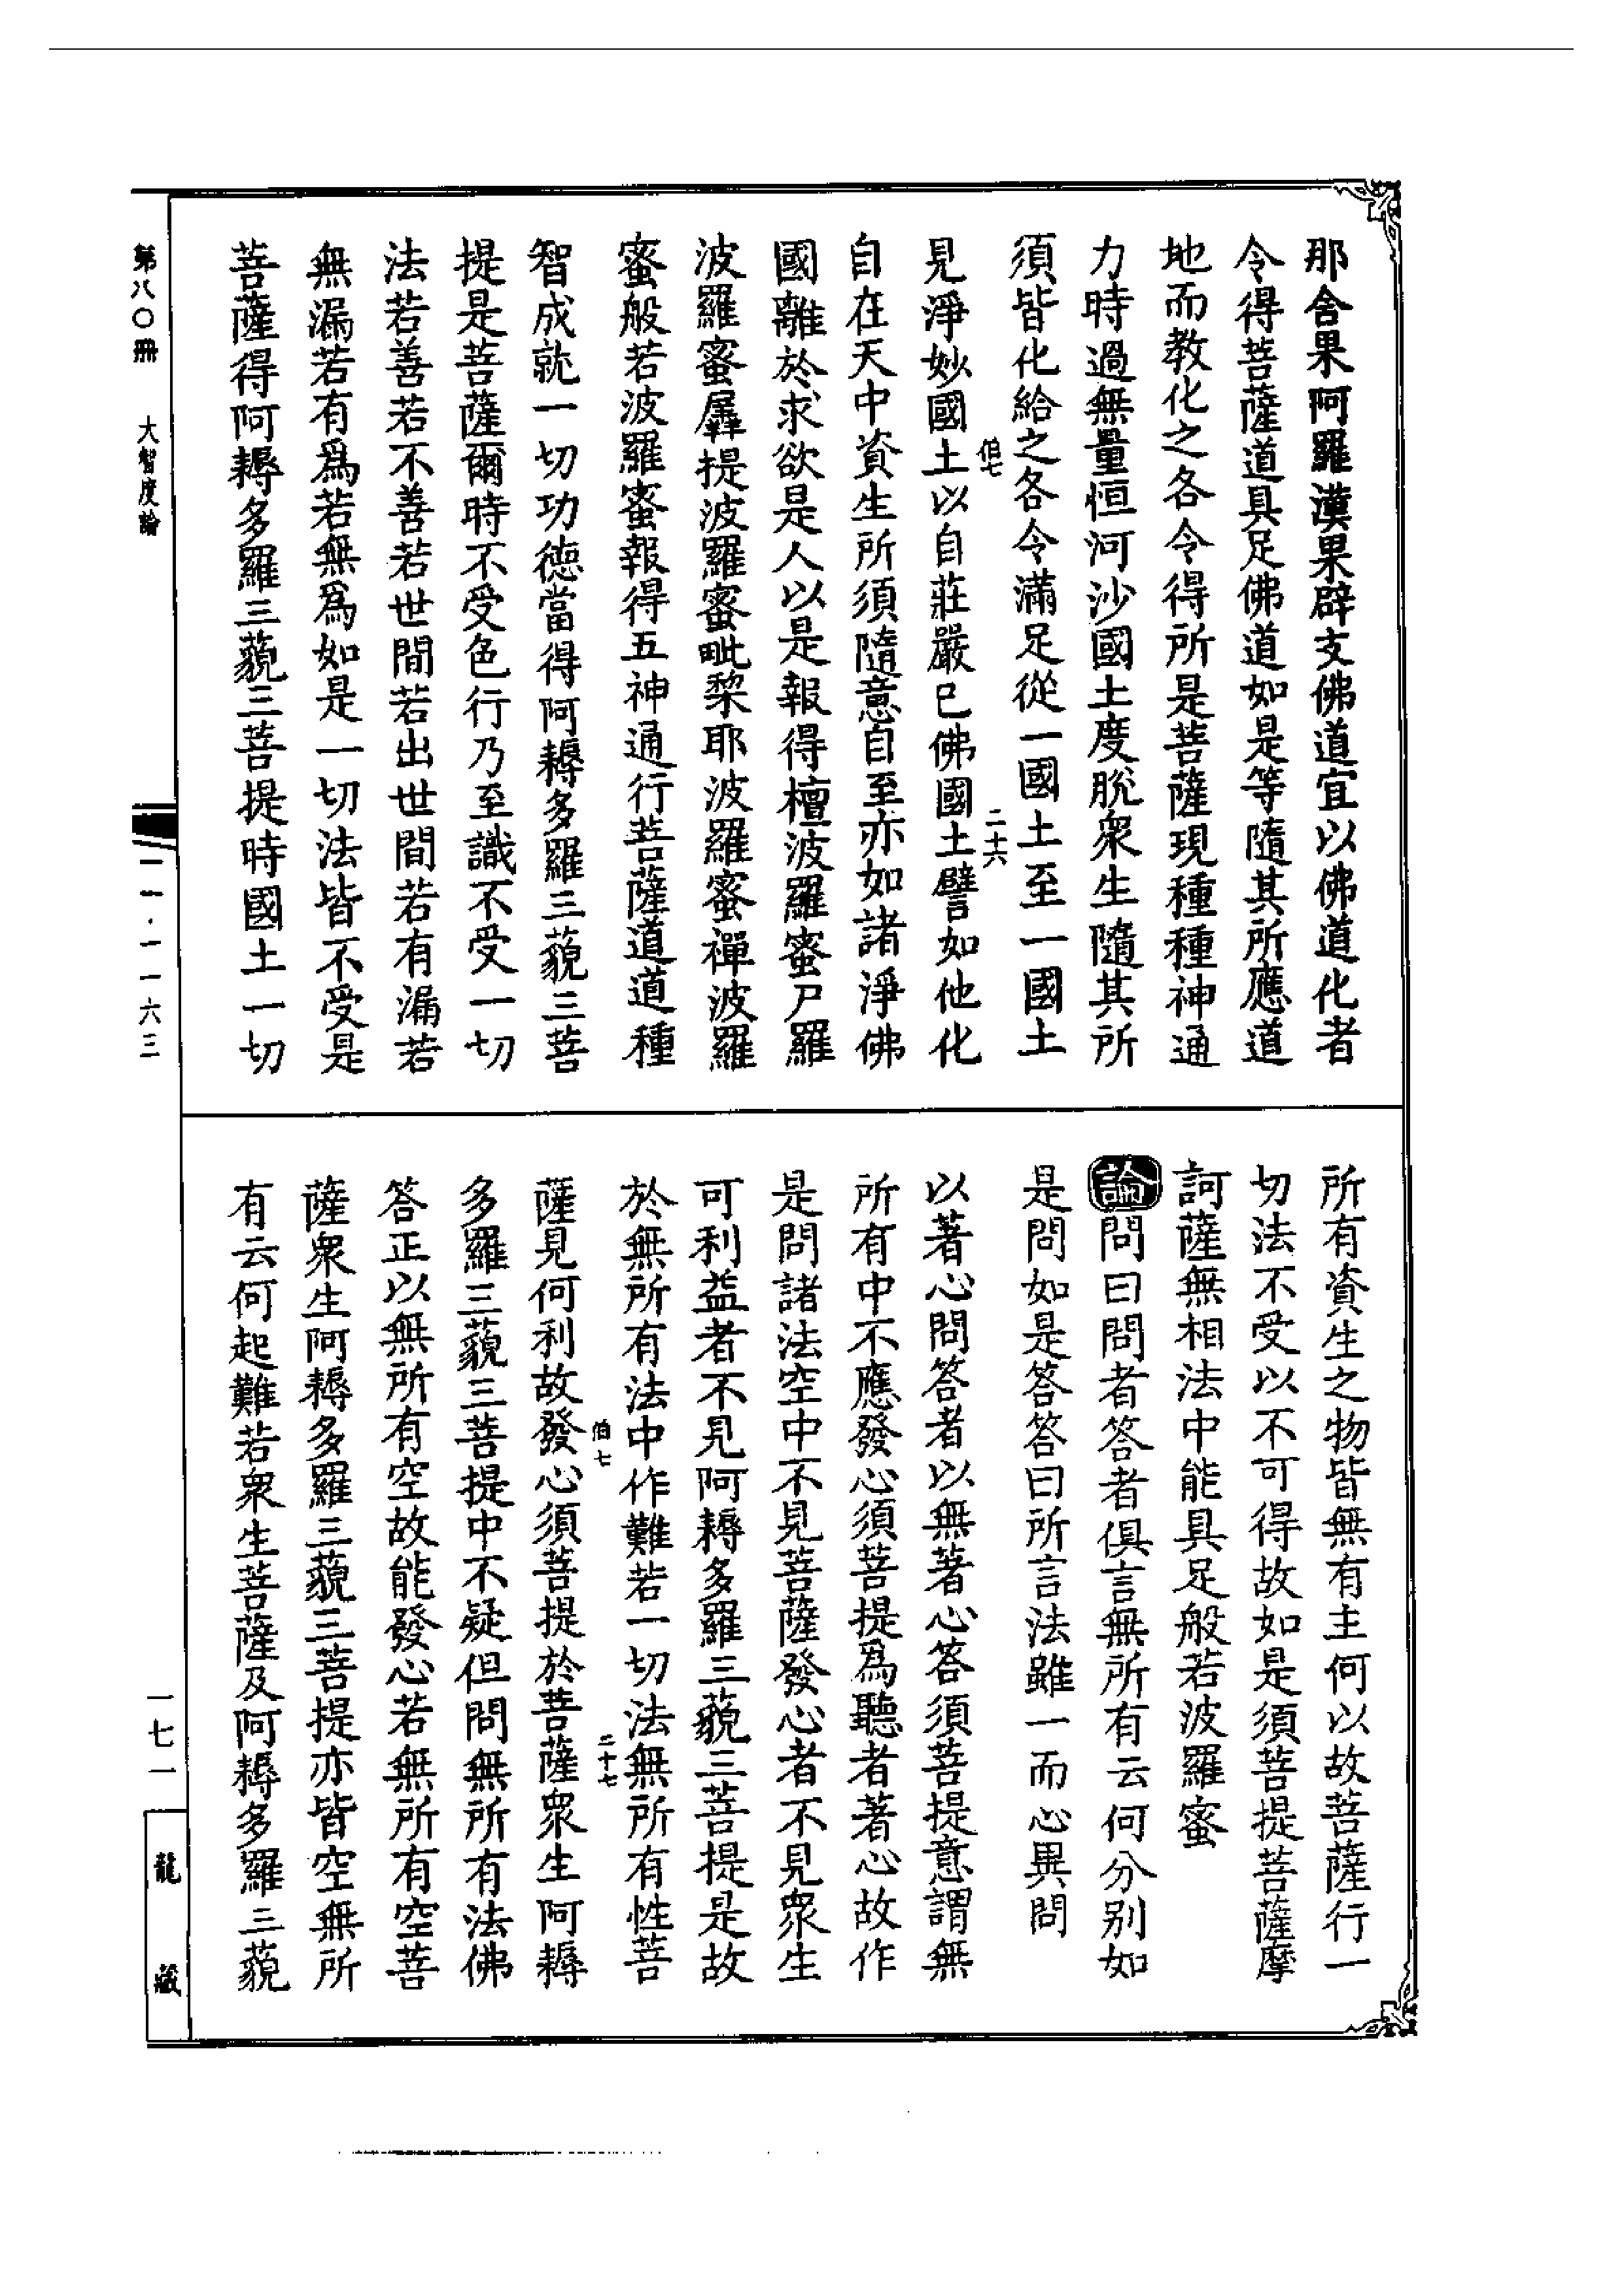 那舍果阿羅漢果辟支佛道宜以佛道化者
令得菩薩道具足佛道如是等隨其所應道
地而教化之各令得所是菩薩現種種神通
力時過無量恒河沙國土度脫衆生隨其所
須皆化給之各令滿足從一國土至一國土
伯七
二十六
見淨妙國土以自莊嚴巳佛國土譬如他化
自在天中資生所須隨意自至亦如諸淨佛
國離於求欲是人以是報得檀波羅蜜尸羅
波羅蜜羼提波羅蜜毗棃耶波羅蜜禪波羅
蜜般若波羅蜜報得五神通行菩薩道道種
智成就一切功德當得阿耨多羅三藐三菩
提是菩薩爾時不受色行乃至識不受一切
法若善若不善若世間若出世間若有漏若
無漏若有爲若無爲如是一切法皆不受是
菩薩得阿耨多羅三藐三菩提時國土一切
所有資生之物皆無有主何以故菩薩行一
切法不受以不可得故如是須菩提菩薩摩
訶薩無相法中能具足般若波羅蜜
論問曰問者答者俱言無所有云何分別如
是問如是答答曰所言法雖一而心異問
以著心問答者以無著心答須菩提意謂無
所有中不應發心須菩提爲聽者著心故作
是問諸法空中不見菩薩發心者不見衆生
可利益者不見阿耨多羅三藐三菩提是故
於無所有法中作難若一切法無所有性菩
伯七
二十七
薩見何利故發心須菩提於菩薩衆生阿耨
多羅三藐三菩提中不疑但問無所有法佛
答正以無所有空故能發心若無所有空菩
薩衆生阿耨多羅三藐三菩提亦皆空無所
有云何起難若衆生菩薩及阿耨多羅三藐
第八〇冊 大智度論
一一·一一六三
一七一
龍藏